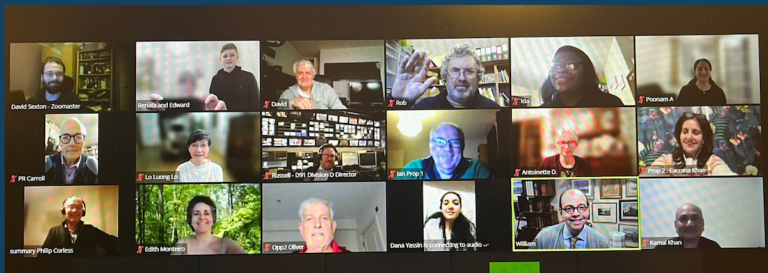 David Sexton - Zoomaster
Renata and Edward
David
Rob
Ida
Poonam A
PR Carroll
Lo Luong Lo
Russell - D91 Division D Director
Ian Prop 1
Antoinette D.
Prop 2 : Farzana Khan
summary Philip Corless
Edith Monteiro
Opp2 Oliver
Dana Yassin is connecting to audio
William
Kamal Khan